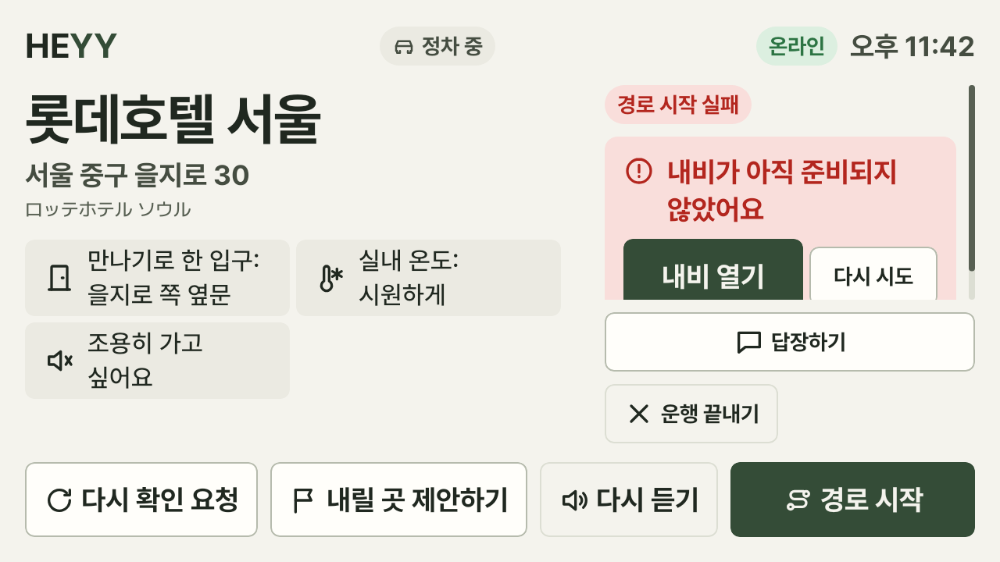 HEYY
정차 중
온라인
오후 11:42
롯데호텔 서울
서울 중구 을지로 30
ロッテホテル ソウル
만나기로 한 입구:
을지로 쪽 옆문
실내 온도:
시원하게
조용히 가고
싶어요
경로 시작 실패
내비가 아직 준비되지
않았어요
내비 열기
다시 시도
답장하기
운행 끝내기
다시 확인 요청
내릴 곳 제안하기
다시 듣기
경로 시작